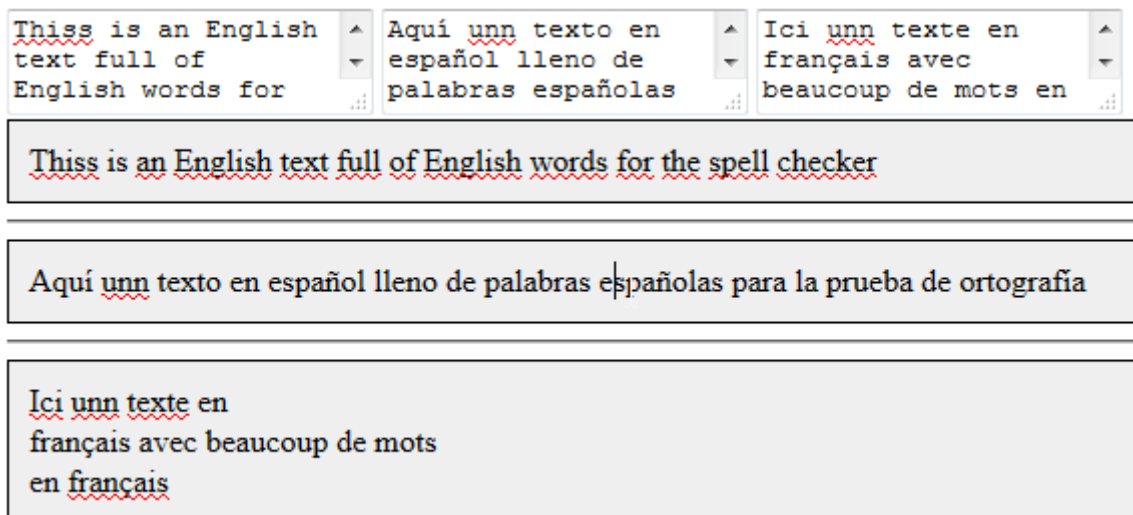 Thiss is an English
text full of
English words for
Aquí unn texto en
español lleno de
palabras españolas
Ici unn texte en
français avec
beaucoup de mots en
Thiss is an English text full of English words for the spell checker
Aquí unn texto en español lleno de palabras españolas para la prueba de ortografía
Ici unn texte en
français avec beaucoup de mots
en français